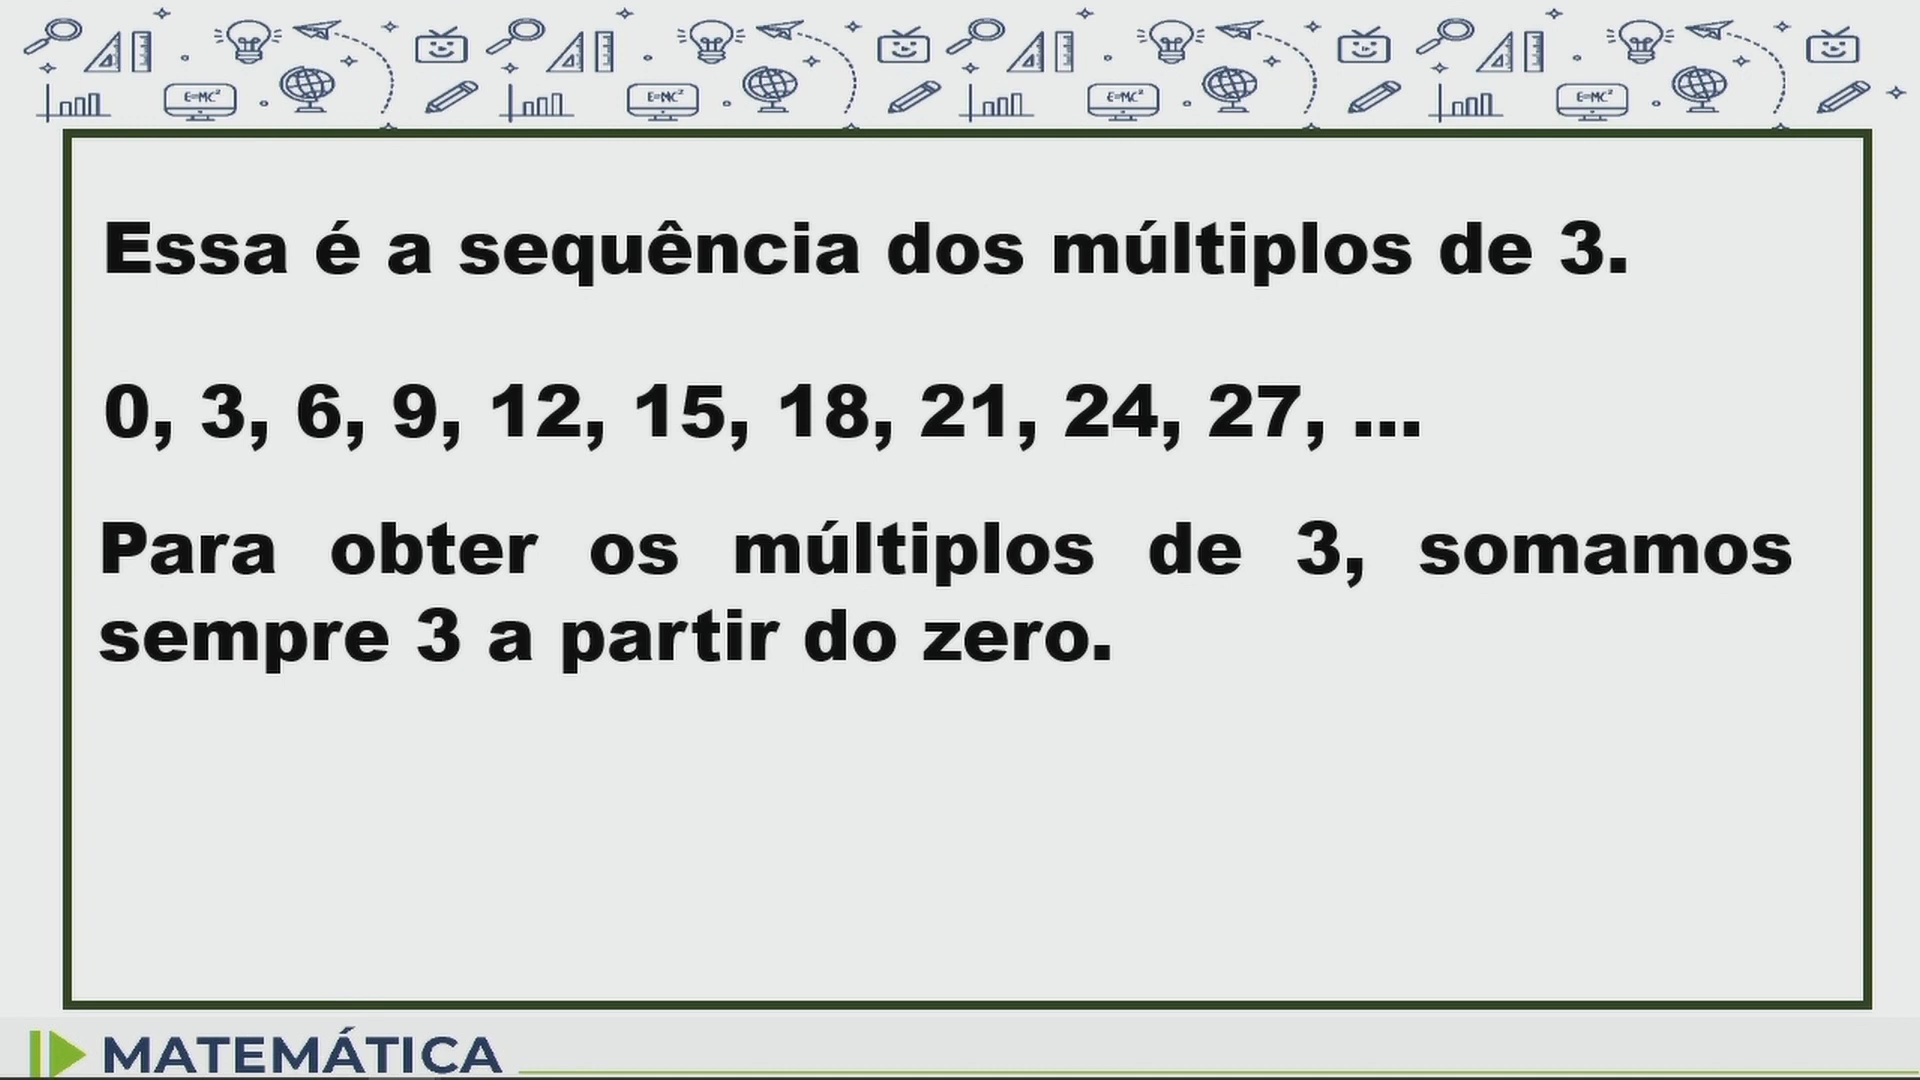 E=MC²
E=MC²
E=MC²
E=MC²
Essa é a sequência dos múltiplos de 3.
0, 3, 6, 9, 12, 15, 18, 21, 24, 27, ...
Para obter os múltiplos de 3, somamos
sempre 3 a partir do zero.
MATEMÁTICA